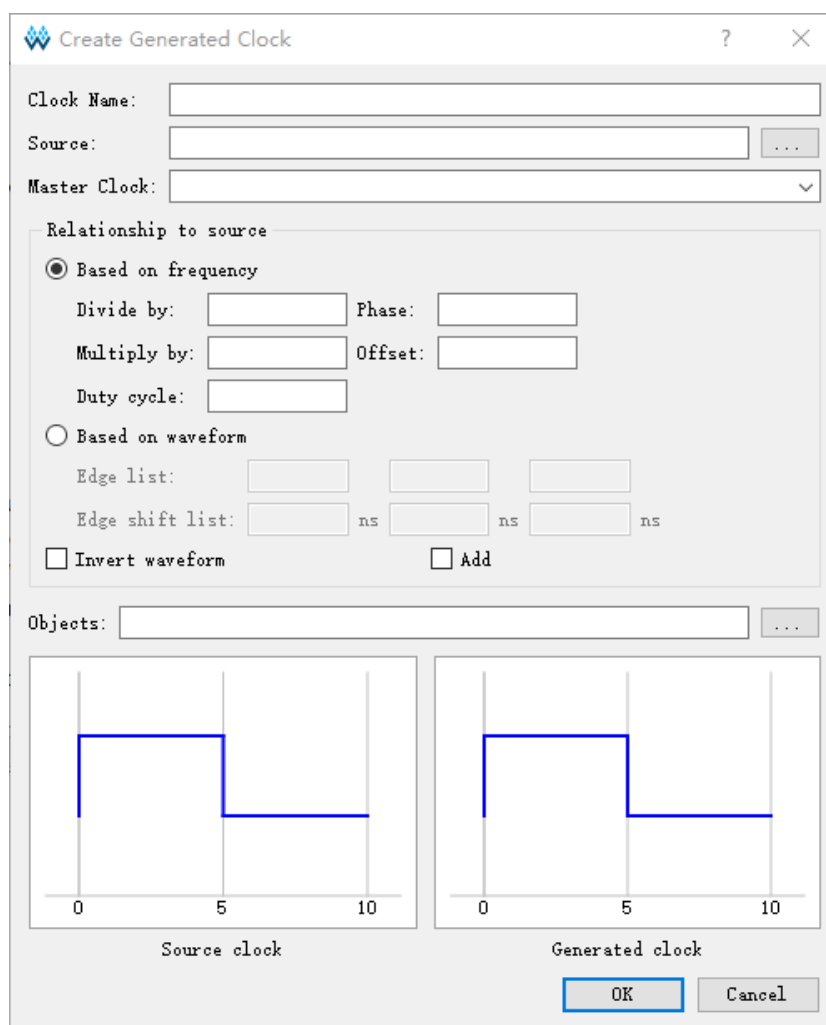 Create Generated Clock ?
Clock Name:
Source: ...
Master Clock:
Relationship to source
Based on frequency
Divide by: Phase:
Multiply by: Offset:
Duty cycle:
Based on waveform
Edge list:
Edge shift list: ns ns ns
Invert waveform Add
Objects: ...
0 5 10 0 5 10
Source clock Generated clock
OK Cancel